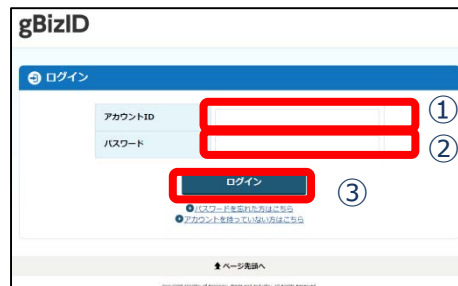 gBizID
ログイン
アカウントID
①
パスワード
②
ログイン
③
パスワードを忘れた方はこちら
アカウントを持っていない方はこちら
ページ先頭へ